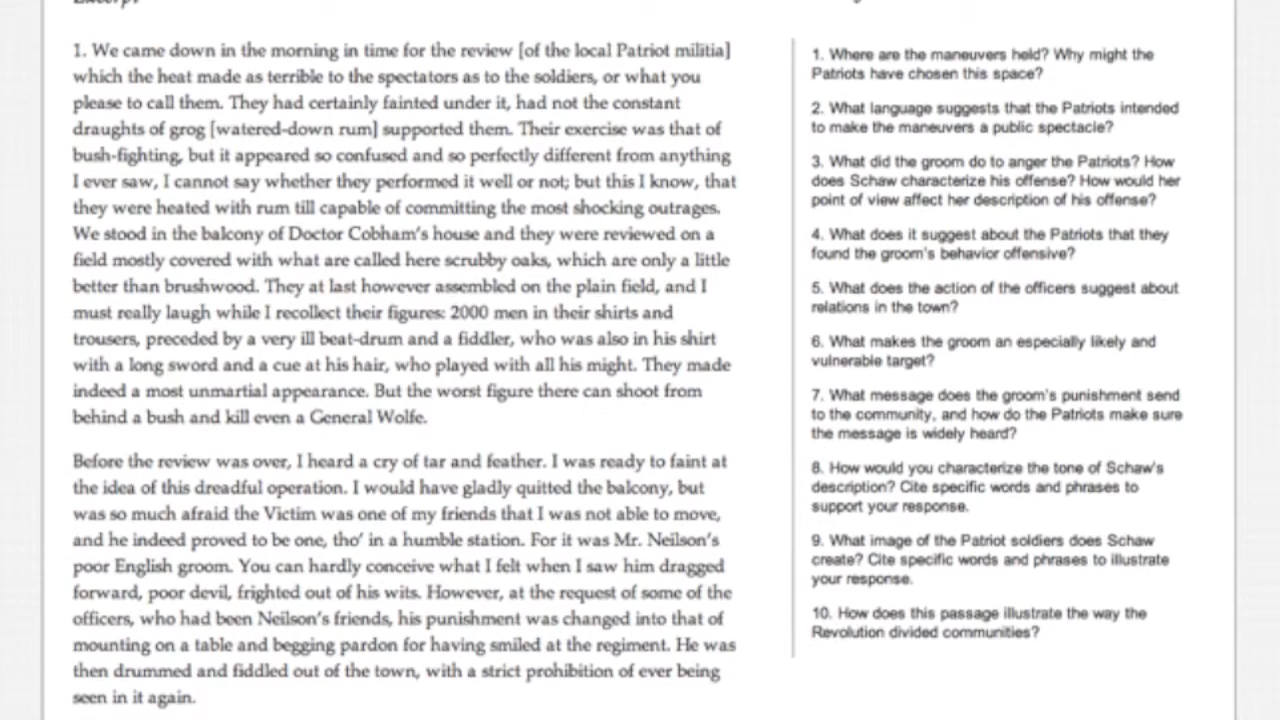 1. We came down in the morning in time for the review [of the local Patriot militia]
which the heat made as terrible to the spectators as to the soldiers, or what you
please to call them. They had certainly fainted under it, had not the constant
draughts of grog [watered-down rum] supported them. Their exercise was that of
bush-fighting, but it appeared so confused and so perfectly different from anything
I ever saw, I cannot say whether they performed it well or not; but this I know, that
they were heated with rum till capable of committing the most shocking outrages.
We stood in the balcony of Doctor Cobham's house and they were reviewed on a
field mostly covered with what are called here scrubby oaks, which are only a little
better than brushwood. They at last however assembled on the plain field, and I
must really laugh while I recollect their figures: 2000 men in their shirts and
trousers, preceded by a very ill beat-drum and a fiddler, who was also in his shirt
with a long sword and a cue at his hair, who played with all his might. They made
indeed a most unmartial appearance. But the worst figure there can shoot from
behind a bush and kill even a General Wolfe.
Before the review was over, I heard a cry of tar and feather. I was ready to faint at
the idea of this dreadful operation. I would have gladly quitted the balcony, but
was so much afraid the Victim was one of my friends that I was not able to move,
and he indeed proved to be one, tho' in a humble station. For it was Mr. Neilson's
poor English groom. You can hardly conceive what I felt when I saw him dragged
forward, poor devil, frighted out of his wits. However, at the request of some of the
officers, who had been Neilson's friends, his punishment was changed into that of
mounting on a table and begging pardon for having smiled at the regiment. He was
then drummed and fiddled out of the town, with a strict prohibition of ever being
seen in it again.
1. Where are the maneuvers held? Why might the
Patriots have chosen this space?
2. What language suggests that the Patriots intended
to make the maneuvers a public spectacle?
3. What did the groom do to anger the Patriots? How
does Schaw characterize his offense? How would her
point of view affect her description of his offense?
4. What does it suggest about the Patriots that they
found the groom's behavior offensive?
5. What does the action of the officers suggest about
relations in the town?
6. What makes the groom an especially likely and
vulnerable target?
7. What message does the groom's punishment send
to the community, and how do the Patriots make sure
the message is widely heard?
8. How would you characterize the tone of Schaw's
description? Cite specific words and phrases to
support your response.
9. What image of the Patriot soldiers does Schaw
create? Cite specific words and phrases to illustrate
your response.
10. How does this passage illustrate the way the
Revolution divided communities?